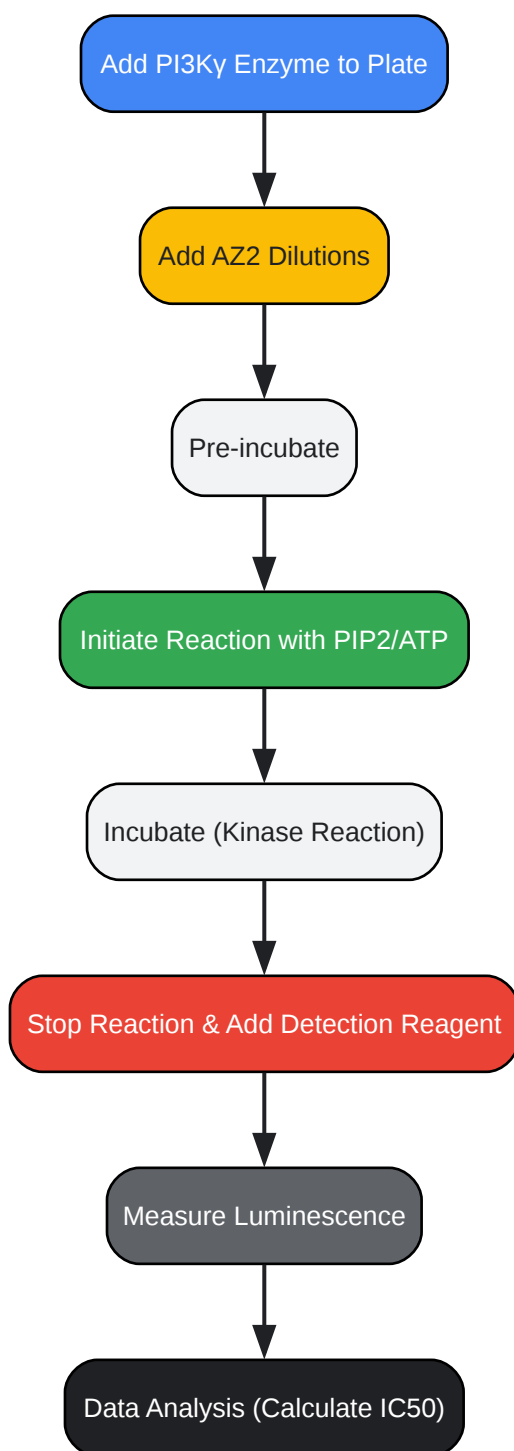 Add PI3Kγ Enzyme to Plate
Add AZ2 Dilutions
Pre-incubate
Initiate Reaction with PIP2/ATP
Incubate (Kinase Reaction)
Stop Reaction & Add Detection Reagent
Measure Luminescence
Data Analysis (Calculate IC50)